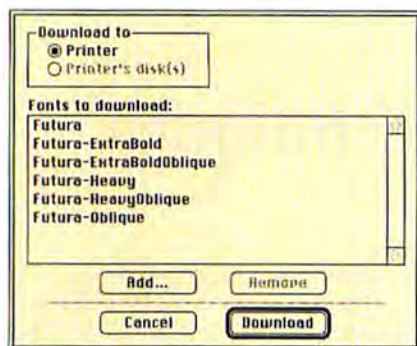 Download to
Printer
Printer's disk(s)
Fonts to download:
Futura
Futura-ExtraBold
Futura-ExtraBoldOblique
Futura-Heavy
Futura-HeavyOblique
Futura-Oblique
Add... Remove
Cancel Download